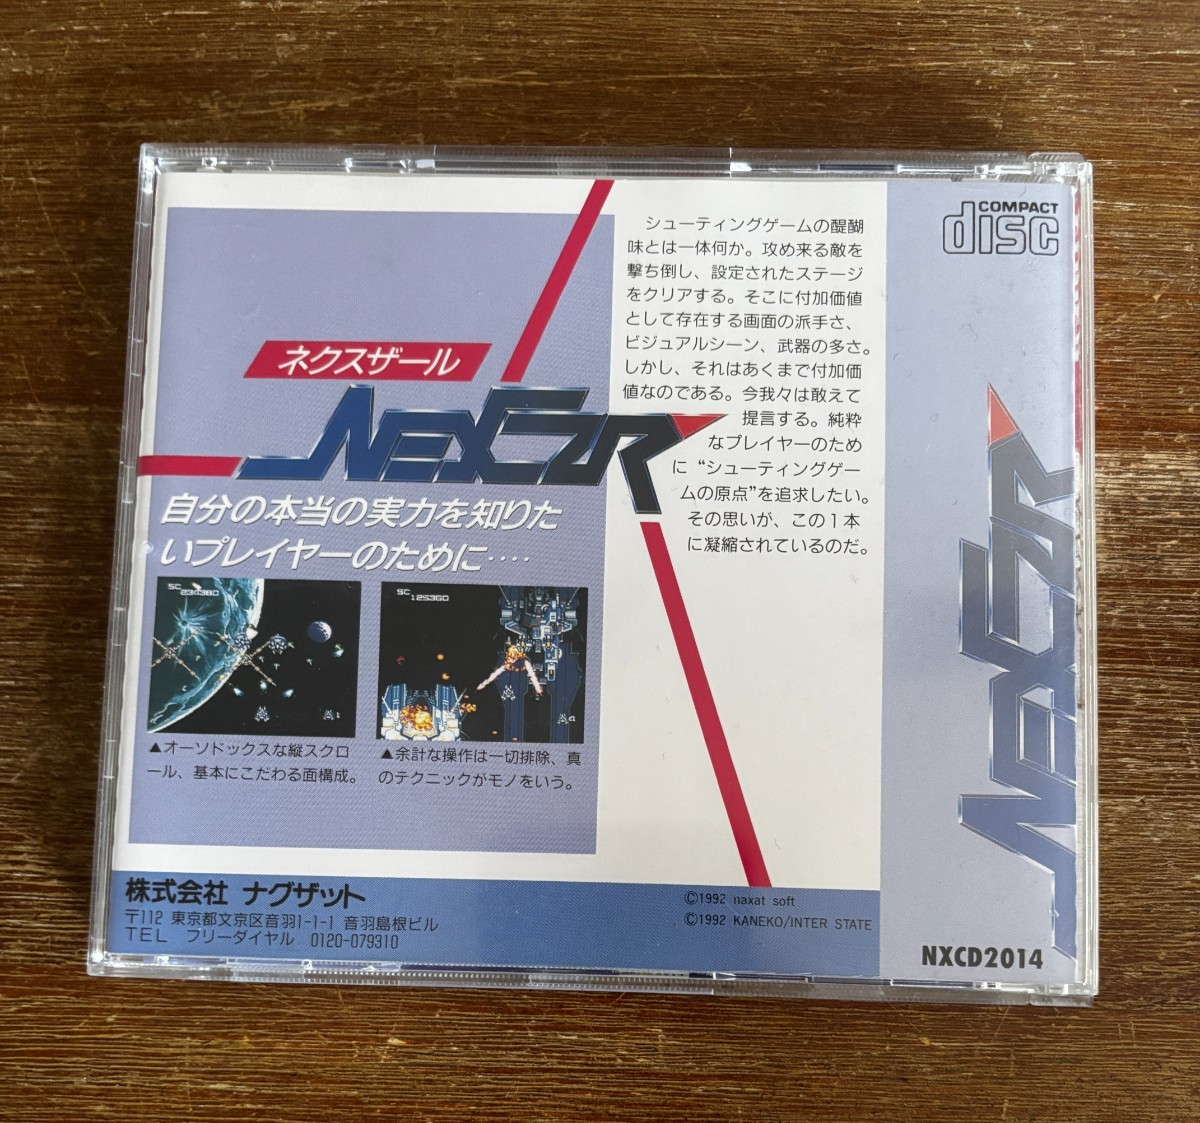 シューティングゲームの醍醐
味とは一体何か。攻め来る敵を
撃ち倒し、設定されたステージ
をクリアする。そこに付加価値
として存在する画面の派手さ、
ビジュアルシーン、武器の多さ。
しかし、それはあくまで付加価
値なのである。今我々は敢えて
提言する。純粋
なプレイヤーのため
に“シューティングゲー
ムの原点”を追求したい。
その思いが、この1本
に凝縮されているのだ。
ネクスザール
NEXZR
自分の本当の実力を知りた
いプレイヤーのために‥‥
SC 234380
SC 125360
▲オーソドックスな縦スクロ
ール、基本にこだわる面構成。
▲余計な操作は一切排除、真
のテクニックがモノをいう。
株式会社 ナグザット
〒112 東京都文京区音羽1-1-1 音羽島根ビル
TEL フリーダイヤル 0120-079310
©1992 naxat soft
©1992 KANEKO/INTER STATE
COMPACT
disc
NEXZR
NXCD2014